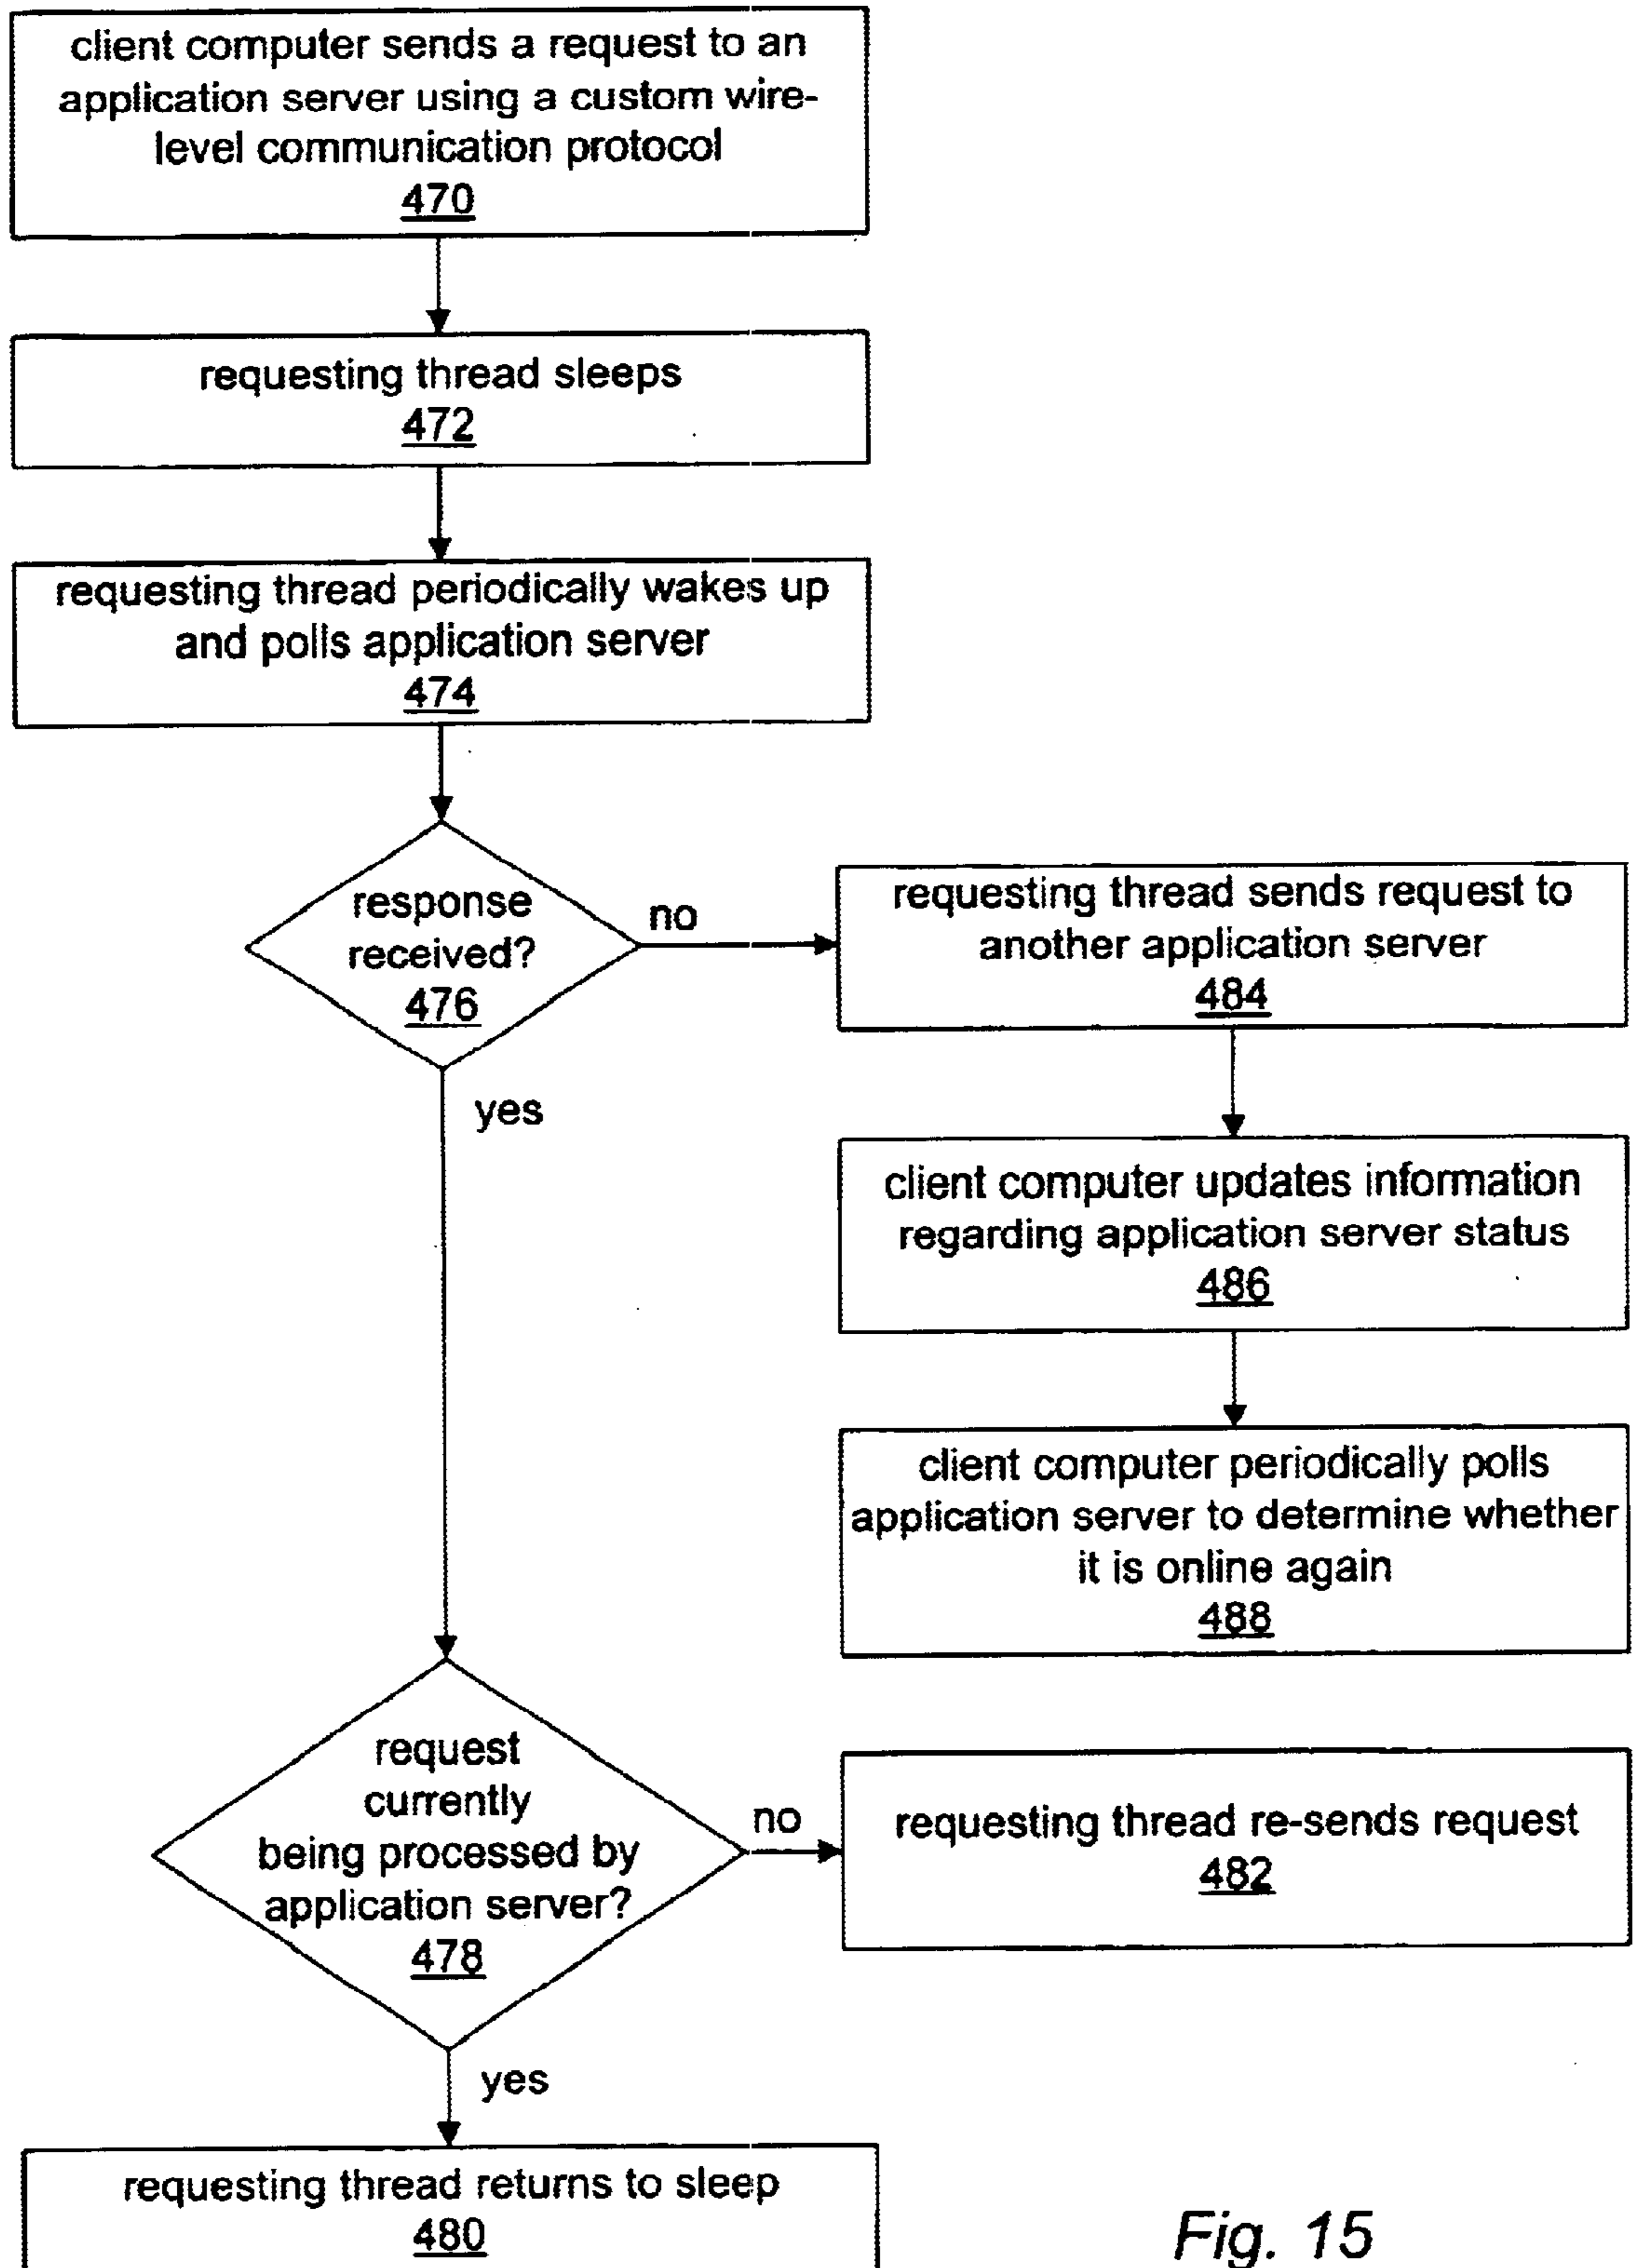 client computer sends a request to an
application server using a custom wire-
level communication protocol
470
requesting thread sleeps
472
requesting thread periodically wakes up
and polls application server
474
response
received?
476
no
requesting thread sends request to
another application server
484
yes
client computer updates information
regarding application server status
486
client computer periodically polls
application server to determine whether
it is online again
488
request
currently
being processed by
application server?
478
no
requesting thread re-sends request
482
yes
requesting thread returns to sleep
480
Fig. 15